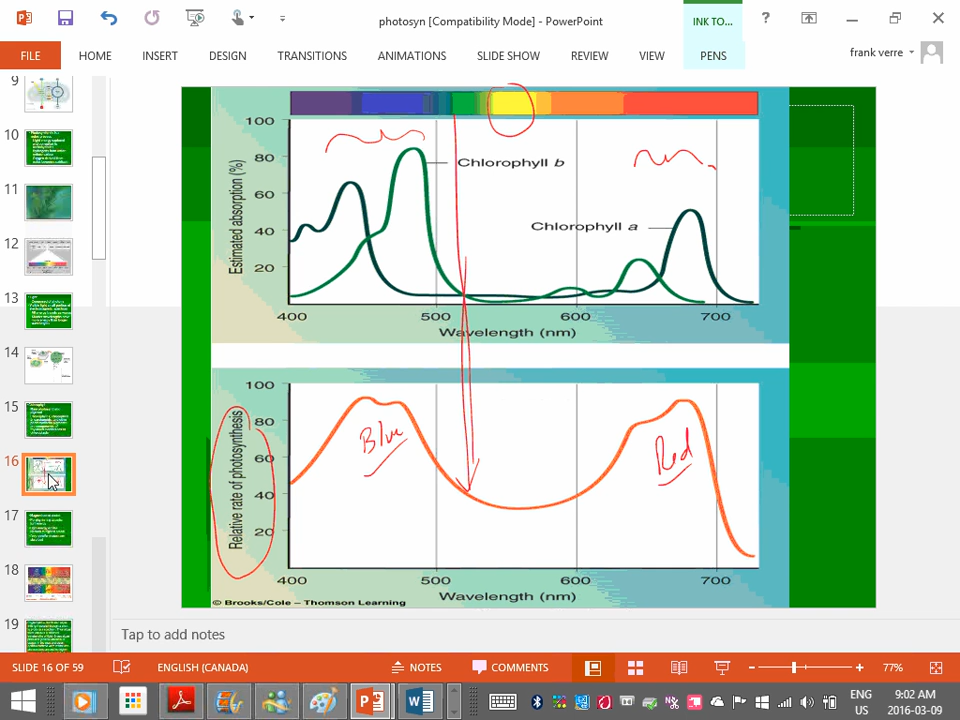 photosyn [Compatibility Mode] - PowerPoint
INK TO...
?
FILE
HOME
INSERT
DESIGN
TRANSITIONS
ANIMATIONS
SLIDE SHOW
REVIEW
VIEW
PENS
frank verre
9
10
11
12
13
14
15
16
17
18
19
100
80
60
40
20
Estimated absorption (%)
Chlorophyll b
Chlorophyll a
400
500
600
700
Wavelength (nm)
100
80
60
40
20
Relative rate of photosynthesis
Blue
Red
400
500
600
700
Wavelength (nm)
© Brooks/Cole – Thomson Learning
Tap to add notes
SLIDE 16 OF 59
ENGLISH (CANADA)
NOTES
COMMENTS
77%
ENG
US
9:02 AM
2016-03-09